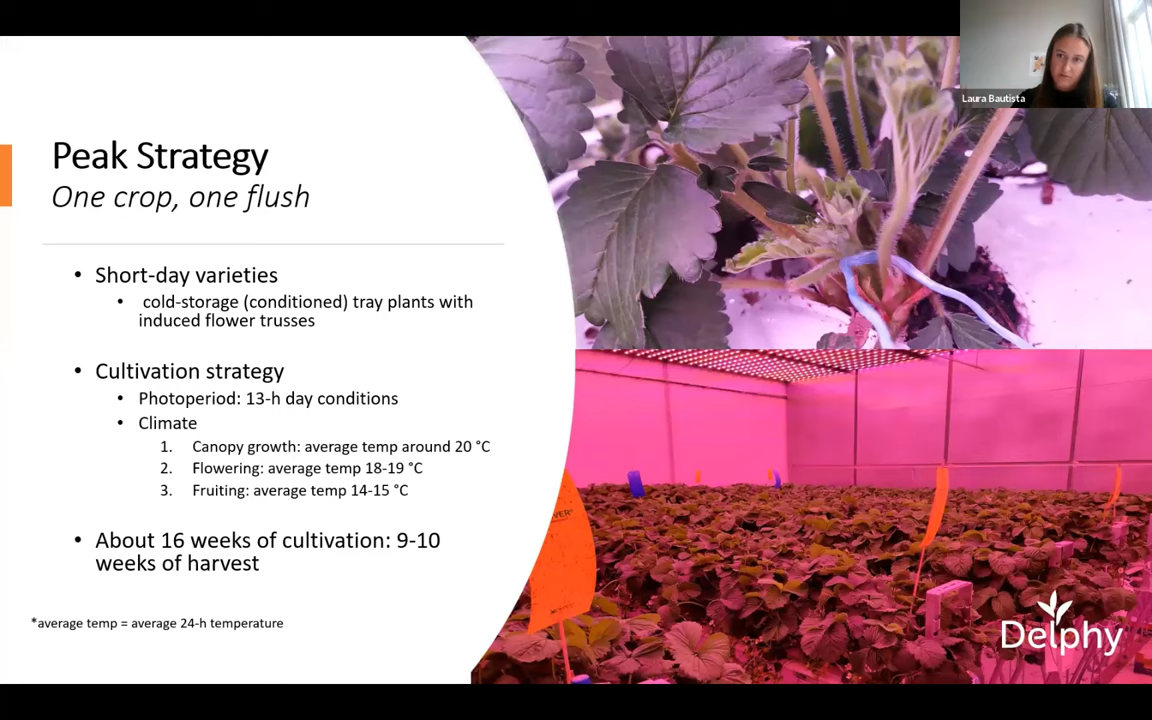 Laura Bautista
Peak Strategy
One crop, one flush
• Short-day varieties
• cold-storage (conditioned) tray plants with
induced flower trusses
• Cultivation strategy
• Photoperiod: 13-h day conditions
• Climate
1. Canopy growth: average temp around 20 °C
2. Flowering: average temp 18-19 °C
3. Fruiting: average temp 14-15 °C
• About 16 weeks of cultivation: 9-10
weeks of harvest
*average temp = average 24-h temperature
Delphy